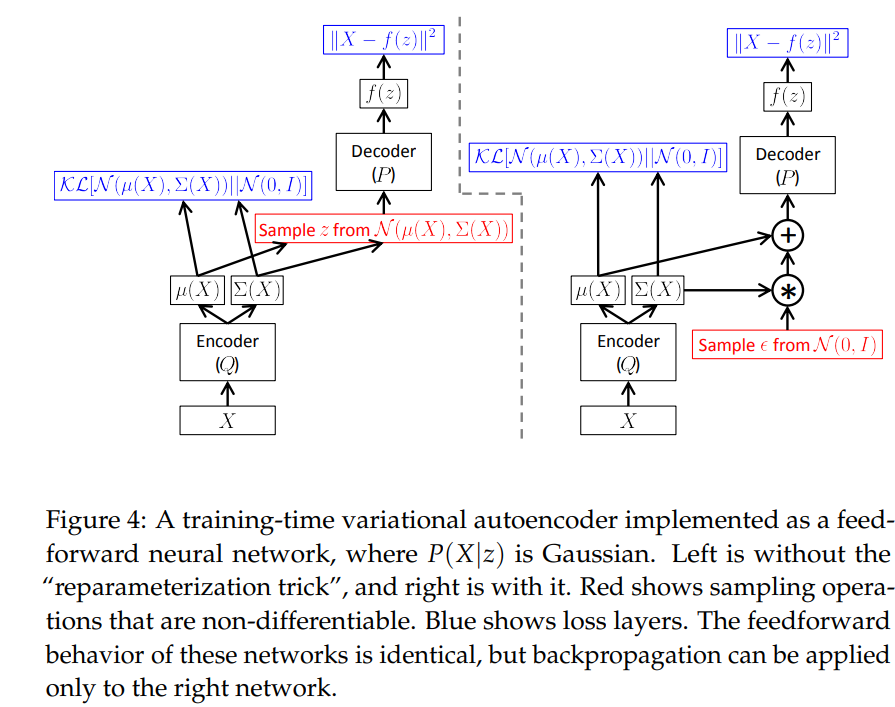 ‖X − f(z)‖²
f(z)
Decoder
(P)
𝒦ℒ[𝒩(μ(X), Σ(X))||𝒩(0, I)]
Sample z from 𝒩(μ(X), Σ(X))
μ(X) Σ(X)
Encoder
(Q)
X
‖X − f(z)‖²
f(z)
Decoder
(P)
𝒦ℒ[𝒩(μ(X), Σ(X))||𝒩(0, I)]
+
μ(X) Σ(X) *
Sample ϵ from 𝒩(0, I)
Encoder
(Q)
X
Figure 4: A training-time variational autoencoder implemented as a feed-
forward neural network, where P(X|z) is Gaussian. Left is without the
“reparameterization trick”, and right is with it. Red shows sampling opera-
tions that are non-differentiable. Blue shows loss layers. The feedforward
behavior of these networks is identical, but backpropagation can be applied
only to the right network.